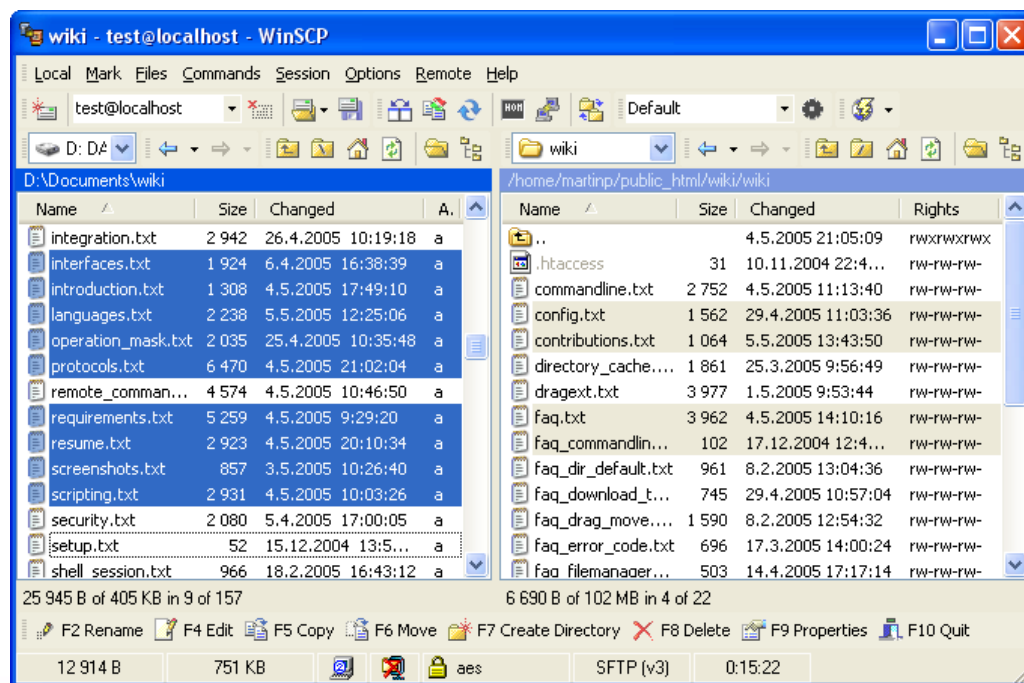 wiki - test@localhost - WinSCP
Local Mark Files Commands Session Options Remote Help
test@localhost Default
D: DA wiki
D:\Documents\wiki /home/martinp/public_html/wiki/wiki
Name Size Changed A. Name Size Changed Rights
integration.txt 2 942 26.4.2005 10:19:18 a .. 4.5.2005 21:05:09 rwxrwxrwx
interfaces.txt 1 924 6.4.2005 16:38:39 a .htaccess 31 10.11.2004 22:4... rw-rw-rw-
introduction.txt 1 308 4.5.2005 17:49:10 a commandline.txt 2 752 4.5.2005 11:13:40 rw-rw-rw-
languages.txt 2 238 5.5.2005 12:25:06 a config.txt 1 562 29.4.2005 11:03:36 rw-rw-rw-
operation_mask.txt 2 035 25.4.2005 10:35:48 a contributions.txt 1 064 5.5.2005 13:43:50 rw-rw-rw-
protocols.txt 6 470 4.5.2005 21:02:04 a directory_cache.... 1 861 25.3.2005 9:56:49 rw-rw-rw-
remote_comman... 4 574 4.5.2005 10:46:50 a dragext.txt 3 977 1.5.2005 9:53:44 rw-rw-rw-
requirements.txt 5 259 4.5.2005 9:29:20 a faq.txt 3 962 4.5.2005 14:10:16 rw-rw-rw-
resume.txt 2 923 4.5.2005 20:10:34 a faq_commandlin... 102 17.12.2004 12:4... rw-rw-rw-
screenshots.txt 857 3.5.2005 10:26:40 a faq_dir_default.txt 961 8.2.2005 13:04:36 rw-rw-rw-
scripting.txt 2 931 4.5.2005 10:03:26 a faq_download_t... 745 29.4.2005 10:57:04 rw-rw-rw-
security.txt 2 080 5.4.2005 17:00:05 a faq_drag_move.... 1 590 8.2.2005 12:54:32 rw-rw-rw-
setup.txt 52 15.12.2004 13:5... a faq_error_code.txt 696 17.3.2005 14:00:24 rw-rw-rw-
shell_session.txt 966 18.2.2005 16:43:12 a faq_filemanager... 503 14.4.2005 17:17:14 rw-rw-rw-
25 945 B of 405 KB in 9 of 157 6 690 B of 102 MB in 4 of 22
F2 Rename F4 Edit F5 Copy F6 Move F7 Create Directory F8 Delete F9 Properties F10 Quit
12 914 B 751 KB aes SFTP (v3) 0:15:22